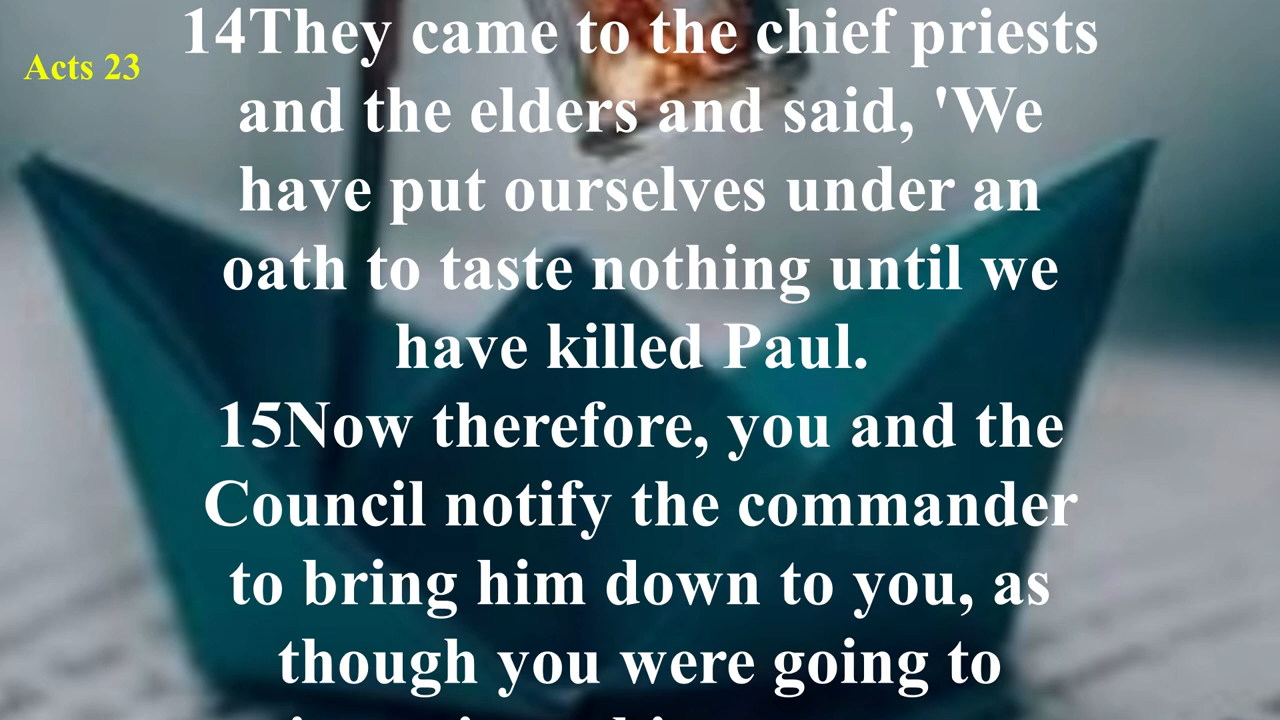 Acts 23
14They came to the chief priests
and the elders and said, 'We
have put ourselves under an
oath to taste nothing until we
have killed Paul.
15Now therefore, you and the
Council notify the commander
to bring him down to you, as
though you were going to